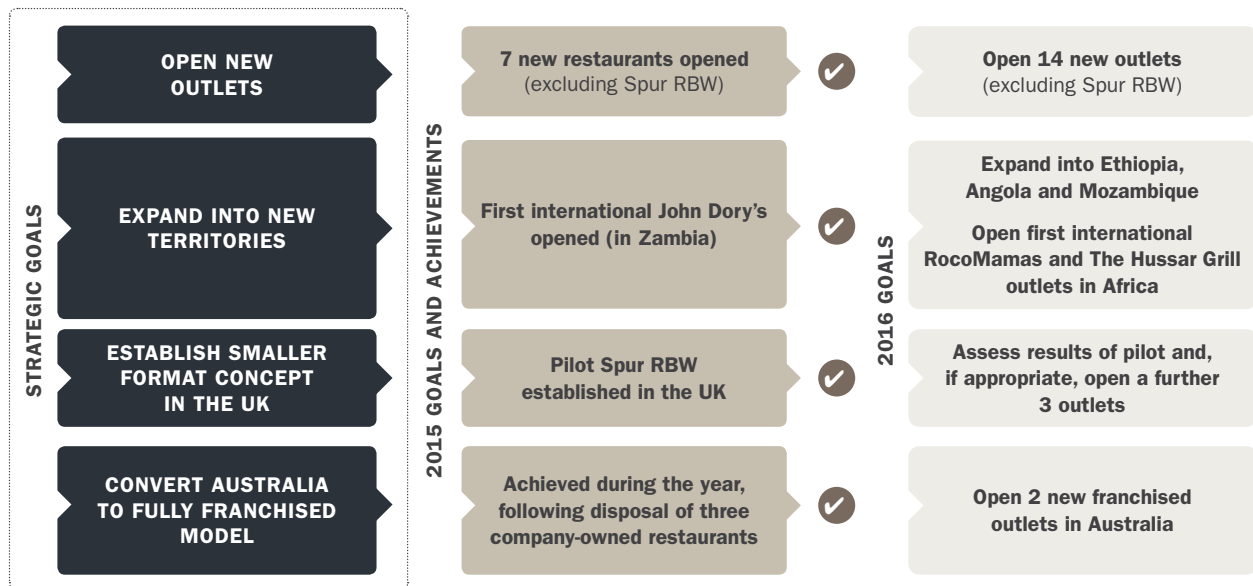 STRATEGIC GOALS
OPEN NEW
OUTLETS
EXPAND INTO NEW
TERRITORIES
ESTABLISH SMALLER
FORMAT CONCEPT
IN THE UK
CONVERT AUSTRALIA
TO FULLY FRANCHISED
MODEL
2015 GOALS AND ACHIEVEMENTS
7 new restaurants opened
(excluding Spur RBW)
First international John Dory's
opened (in Zambia)
Pilot Spur RBW
established in the UK
Achieved during the year,
following disposal of three
company-owned restaurants
2016 GOALS
Open 14 new outlets
(excluding Spur RBW)
Expand into Ethiopia,
Angola and Mozambique
Open first international
RocoMamas and The Hussar Grill
outlets in Africa
Assess results of pilot and,
if appropriate, open a further
3 outlets
Open 2 new franchised
outlets in Australia